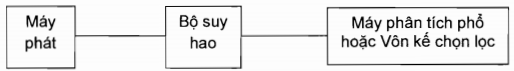 Máy
phát
Bộ suy
hao
Máy phân tích phổ
hoặc Vôn kế chọn lọc